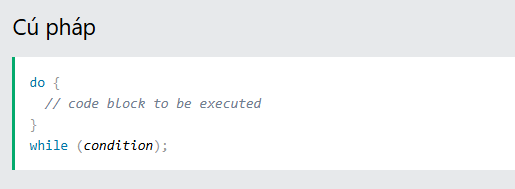 Cú pháp
do {
  // code block to be executed
}
while (condition);